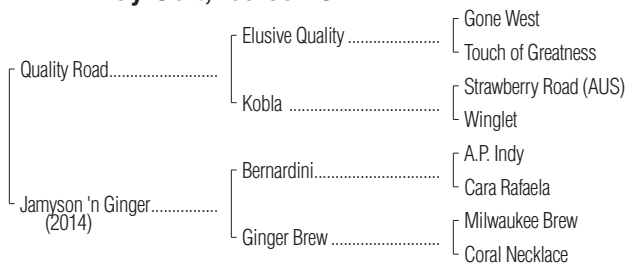 Gone West
Elusive Quality
Touch of Greatness
Quality Road
Strawberry Road (AUS)
Kobla
Winglet
A.P. Indy
Bernardini
Cara Rafaela
Jamyson 'n Ginger
(2014)
Milwaukee Brew
Ginger Brew
Coral Necklace